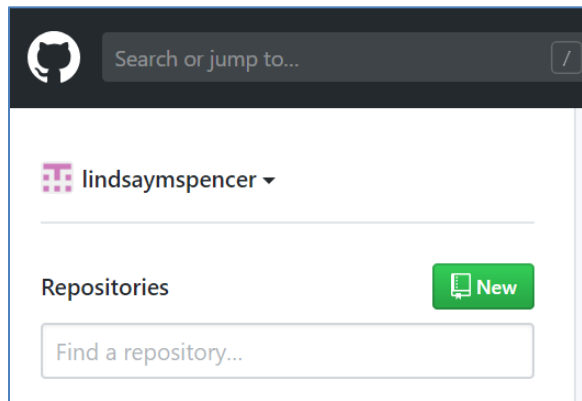 Search or jump to... /
lindsaymspencer
Repositories New
Find a repository...